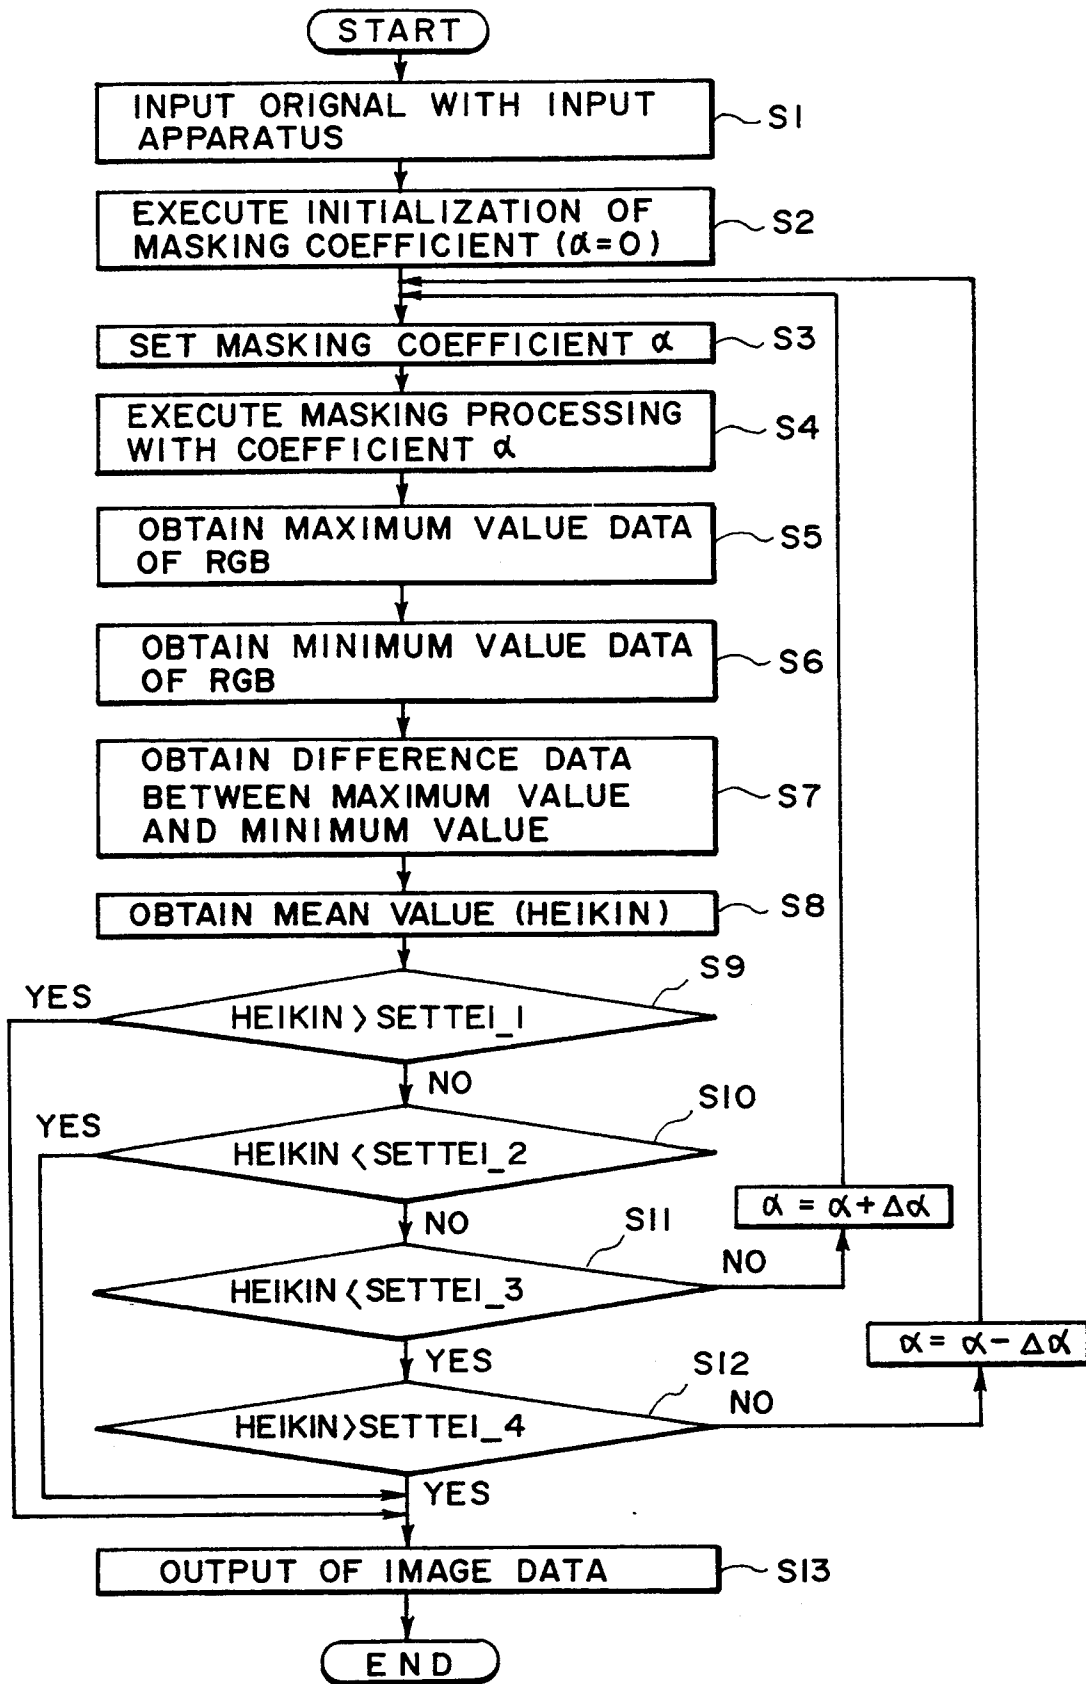 START
INPUT ORIGNAL WITH INPUT
APPARATUS
S1
EXECUTE INITIALIZATION OF
MASKING COEFFICIENT (α=0)
S2
SET MASKING COEFFICIENT α
S3
EXECUTE MASKING PROCESSING
WITH COEFFICIENT α
S4
OBTAIN MAXIMUM VALUE DATA
OF RGB
S5
OBTAIN MINIMUM VALUE DATA
OF RGB
S6
OBTAIN DIFFERENCE DATA
BETWEEN MAXIMUM VALUE
AND MINIMUM VALUE
S7
OBTAIN MEAN VALUE (HEIKIN)
S8
S9
YES
HEIKIN > SETTEI_1
NO
S10
YES
HEIKIN < SETTEI_2
α = α + Δα
NO
S11
NO
HEIKIN < SETTEI_3
α = α - Δα
YES
S12
NO
HEIKIN > SETTEI_4
YES
OUTPUT OF IMAGE DATA
S13
END